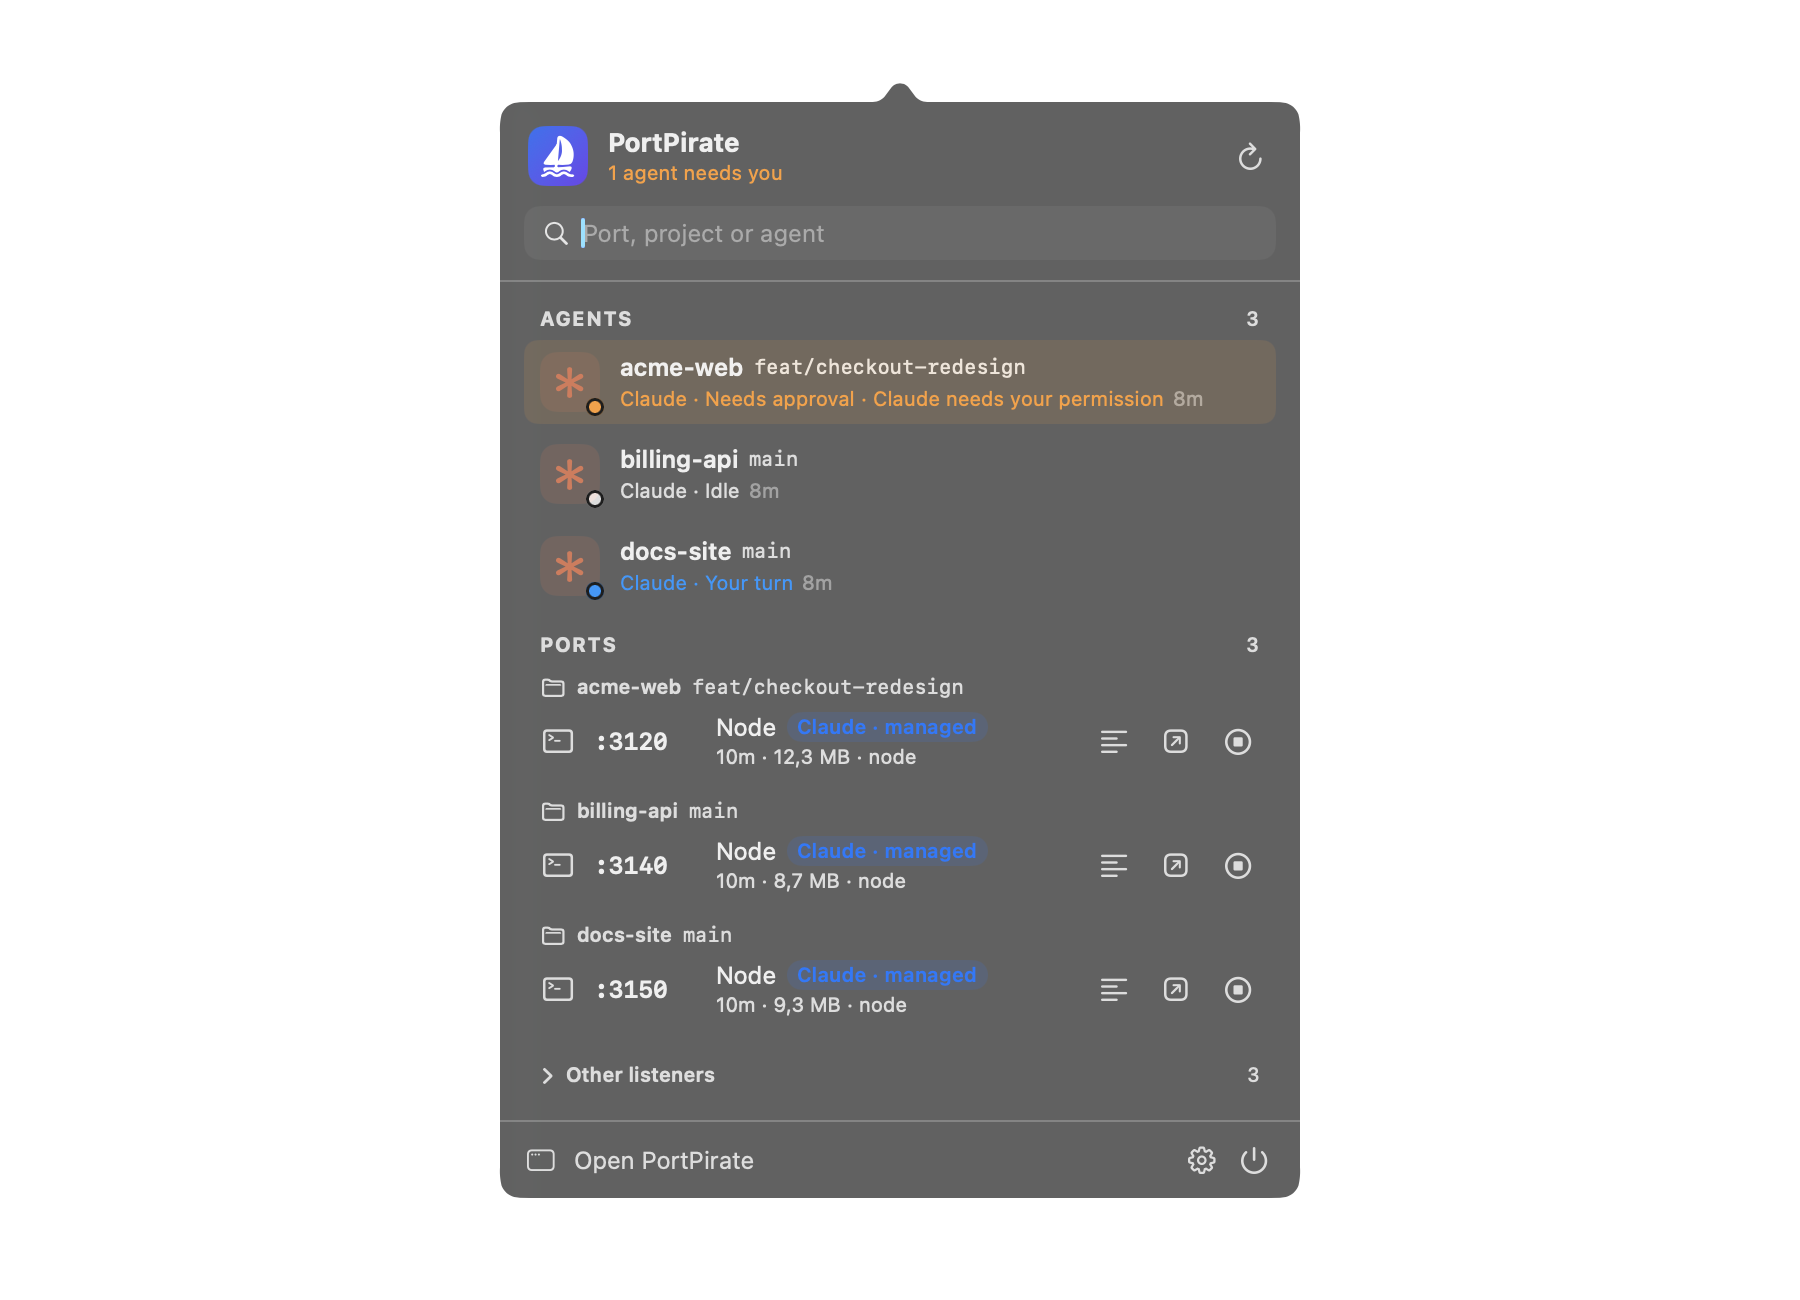 PortPirate
1 agent needs you
Port, project or agent
AGENTS 3
acme-web feat/checkout-redesign
Claude · Needs approval · Claude needs your permission 8m
billing-api main
Claude · Idle 8m
docs-site main
Claude · Your turn 8m
PORTS 3
acme-web feat/checkout-redesign
:3120 Node Claude · managed
10m · 12,3 MB · node
billing-api main
:3140 Node Claude · managed
10m · 8,7 MB · node
docs-site main
:3150 Node Claude · managed
10m · 9,3 MB · node
Other listeners 3
Open PortPirate